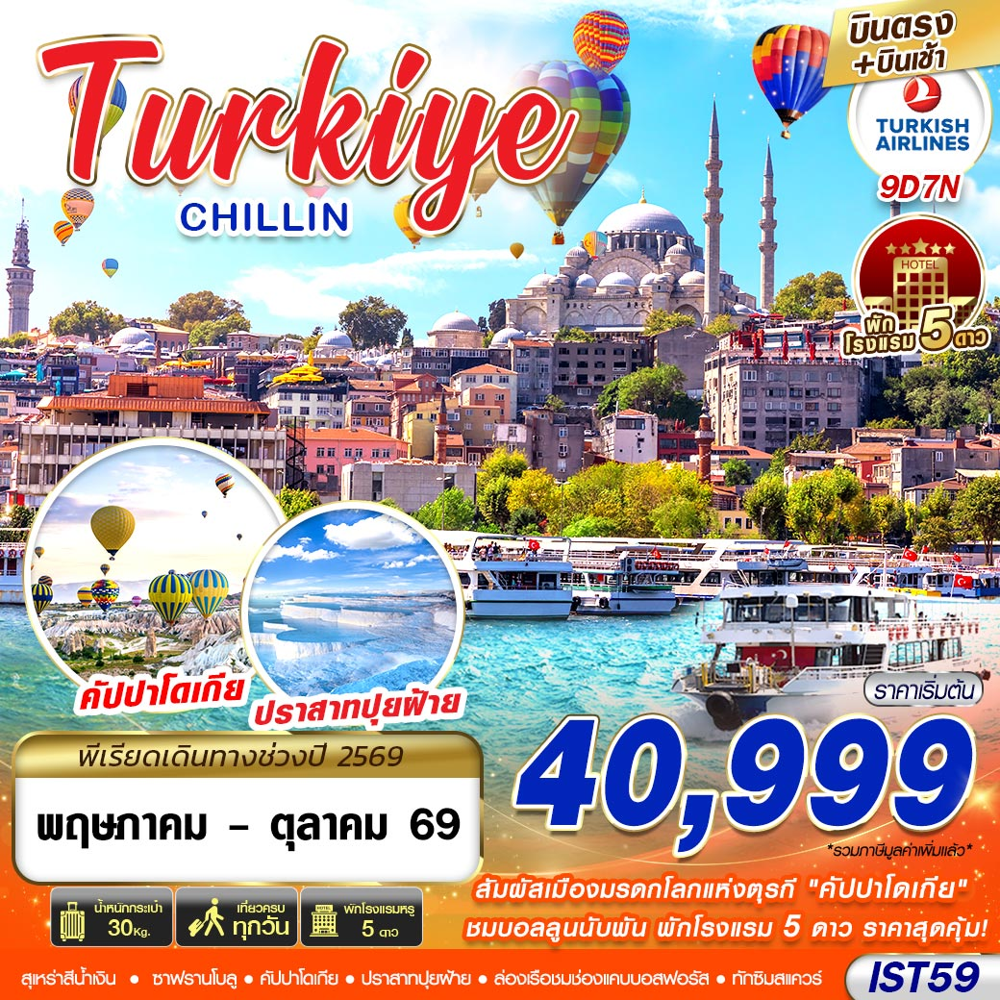 Turkiye
CHILLIN
บินตรง
+บินเช้า
TURKISH
AIRLINES
9D7N
HOTEL
พัก
โรงแรม 5 ดาว
คัปปาโดเกีย
ปราสาทปุยฝ้าย
ราคาเริ่มต้น
40,999
*รวมภาษีมูลค่าเพิ่มแล้ว*
พีเรียดเดินทางช่วงปี 2569
พฤษภาคม - ตุลาคม 69
สัมผัสเมืองมรดกโลกแห่งตุรกี "คัปปาโดเกีย"
ชมบอลลูนนับพัน พักโรงแรม 5 ดาว ราคาสุดคุ้ม!
น้ำหนักกระเป๋า
30Kg.
เที่ยวครบ
ทุกวัน
HOTEL
พักโรงแรมหรู
5 ดาว
สุเหร่าสีน้ำเงิน • ซาฟรานโบลู • คัปปาโดเกีย • ปราสาทปุยฝ้าย • ล่องเรือชมช่องแคบบอสฟอรัส • ทักซิมสแควร์
IST59